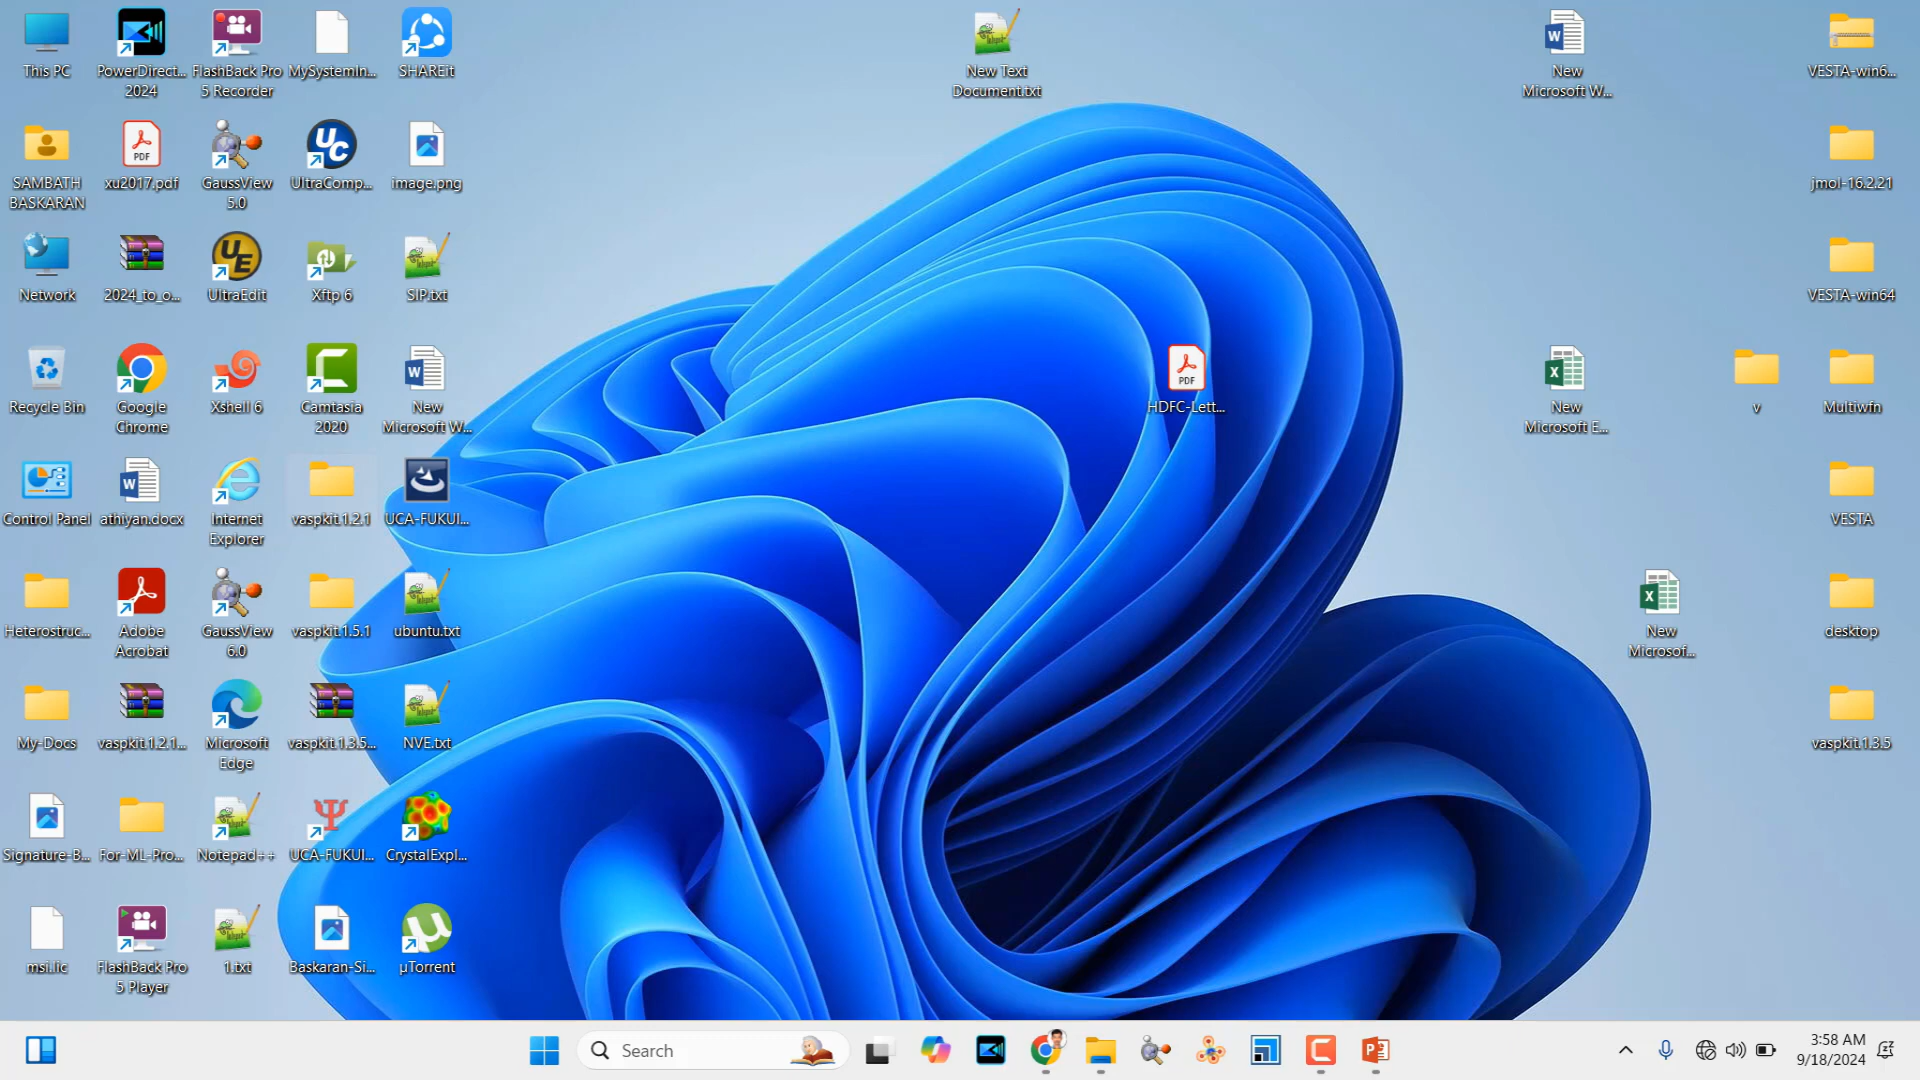 This PC
PowerDirect...
2024
FlashBack Pro
5 Recorder
MySystemIn...
SHAREit
New Text
Document.txt
New
Microsoft W...
VESTA-win6...
SAMBATH
BASKARAN
xu2017.pdf
GaussView
5.0
UltraComp...
image.png
jmol-16.2.21
Network
2024_to_o...
UltraEdit
Xftp 6
SIP.txt
VESTA-win64
Recycle Bin
Google
Chrome
Xshell 6
Camtasia
2020
New
Microsoft W...
HDFC-Lett...
New
Microsoft E...
v
Multiwfn
Control Panel
athiyan.docx
Internet
Explorer
vaspkit.1.2.1
UCA-FUKUI...
VESTA
Heterostruc...
Adobe
Acrobat
GaussView
6.0
vaspkit.1.5.1
ubuntu.txt
New
Microsof...
desktop
My-Docs
vaspkit.1.2.1...
Microsoft
Edge
vaspkit.1.3.5...
NVE.txt
vaspkit.1.3.5
Signature-B...
For-ML-Pro...
Notepad++
UCA-FUKUI...
CrystalExpl...
msi.lic
FlashBack Pro
5 Player
1.txt
Baskaran-Si...
µTorrent
Search
3:58 AM
9/18/2024